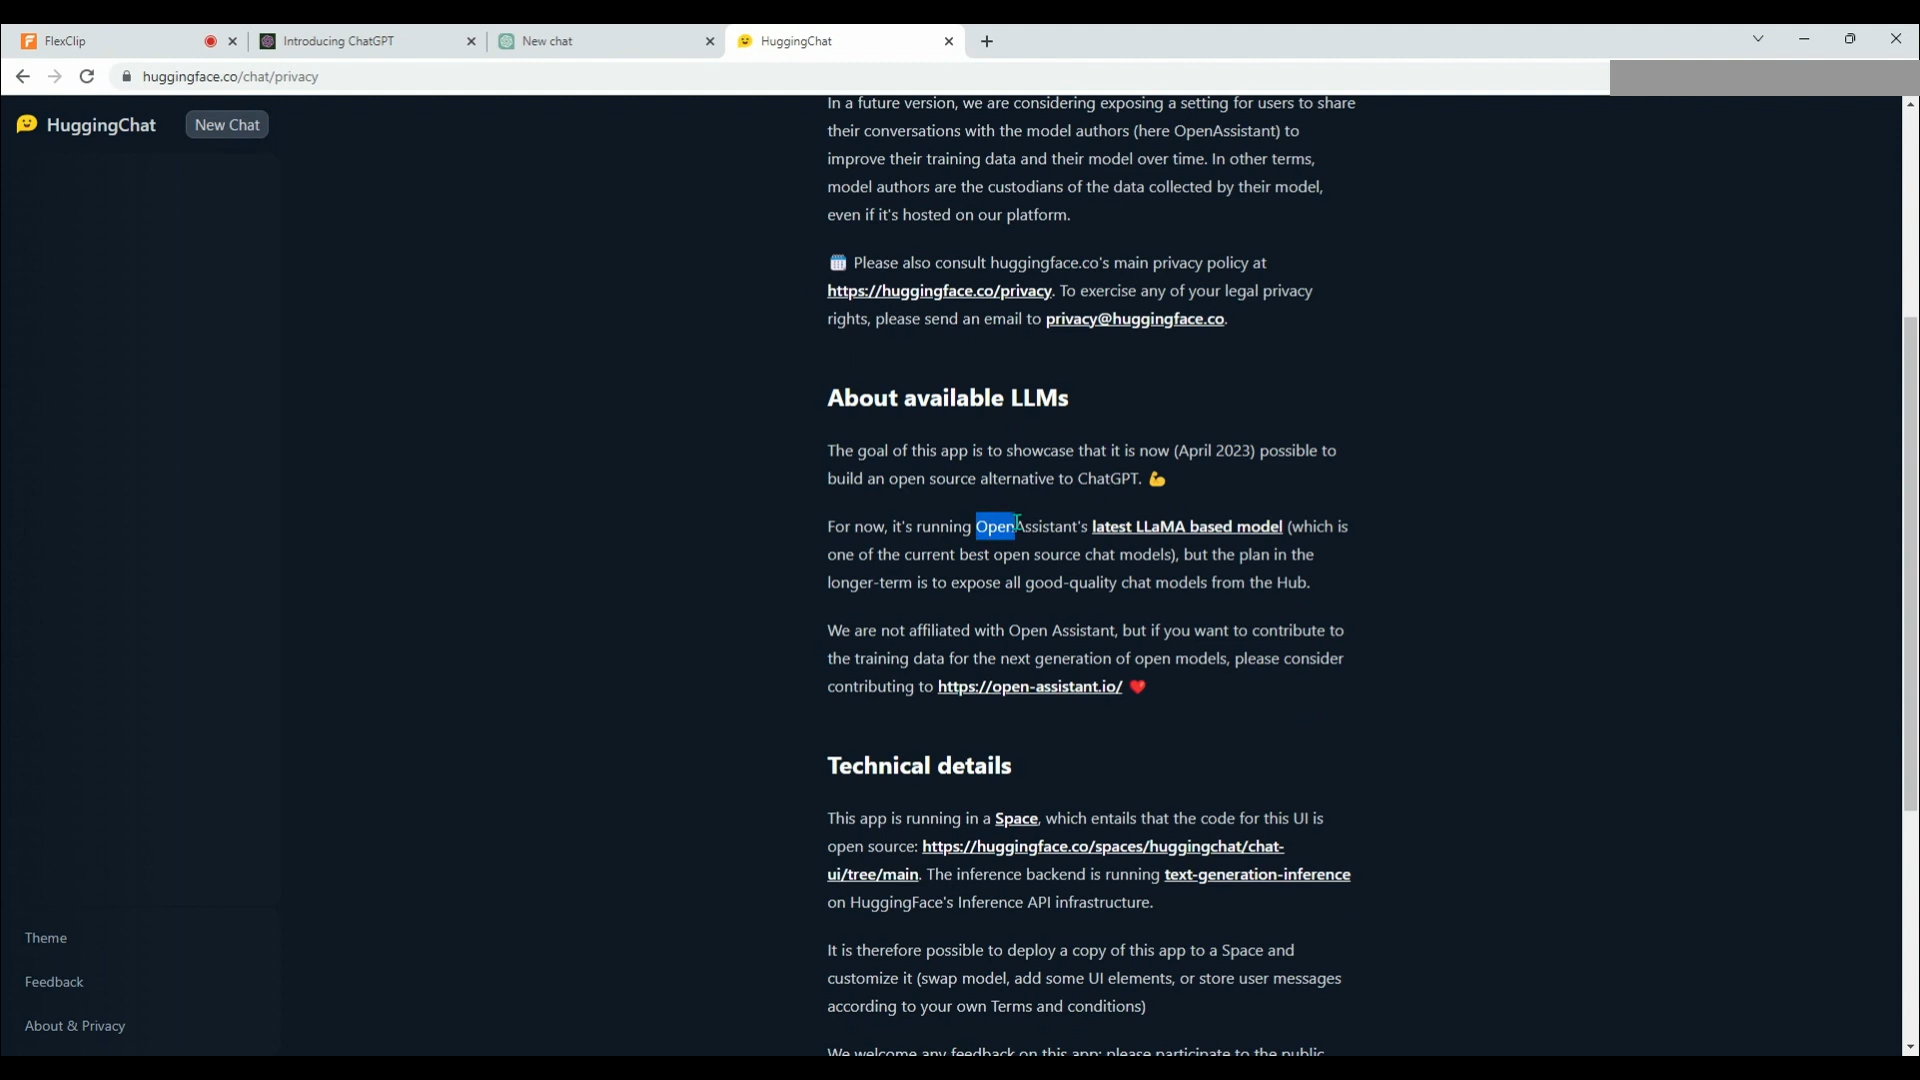 FlexClip
Introducing ChatGPT
New chat
HuggingChat
huggingface.co/chat/privacy
HuggingChat
New Chat
In a future version, we are considering exposing a setting for users to share
their conversations with the model authors (here OpenAssistant) to
improve their training data and their model over time. In other terms,
model authors are the custodians of the data collected by their model,
even if it's hosted on our platform.
🗓 Please also consult huggingface.co's main privacy policy at
https://huggingface.co/privacy. To exercise any of your legal privacy
rights, please send an email to privacy@huggingface.co.
About available LLMs
The goal of this app is to showcase that it is now (April 2023) possible to
build an open source alternative to ChatGPT. 💪
For now, it's running OpenAssistant's latest LLaMA based model (which is
one of the current best open source chat models), but the plan in the
longer-term is to expose all good-quality chat models from the Hub.
We are not affiliated with Open Assistant, but if you want to contribute to
the training data for the next generation of open models, please consider
contributing to https://open-assistant.io/ ❤️
Technical details
This app is running in a Space, which entails that the code for this UI is
open source: https://huggingface.co/spaces/huggingchat/chat-
ui/tree/main. The inference backend is running text-generation-inference
on HuggingFace's Inference API infrastructure.
It is therefore possible to deploy a copy of this app to a Space and
customize it (swap model, add some UI elements, or store user messages
according to your own Terms and conditions)
We welcome any feedback on this app: please participate to the public
Theme
Feedback
About & Privacy